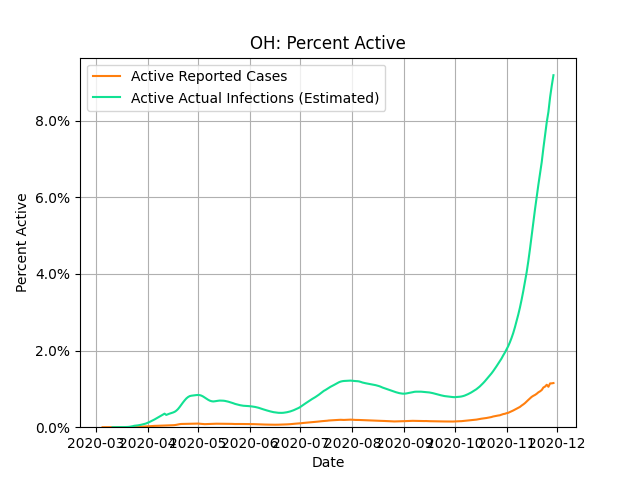 OH: Percent Active
Active Reported Cases
Active Actual Infections (Estimated)
8.0%
6.0%
4.0%
2.0%
0.0%
Percent Active
2020-03 2020-04 2020-05 2020-06 2020-07 2020-08 2020-09 2020-10 2020-11 2020-12
Date